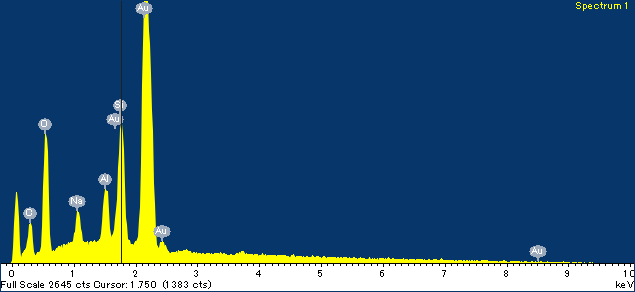 Spectrum 1
Au
Si
Au
O
Al
Na
C
Au
Au
0 1 2 3 4 5 6 7 8 9 10
Full Scale 2645 cts Cursor: 1.750 (1383 cts) keV